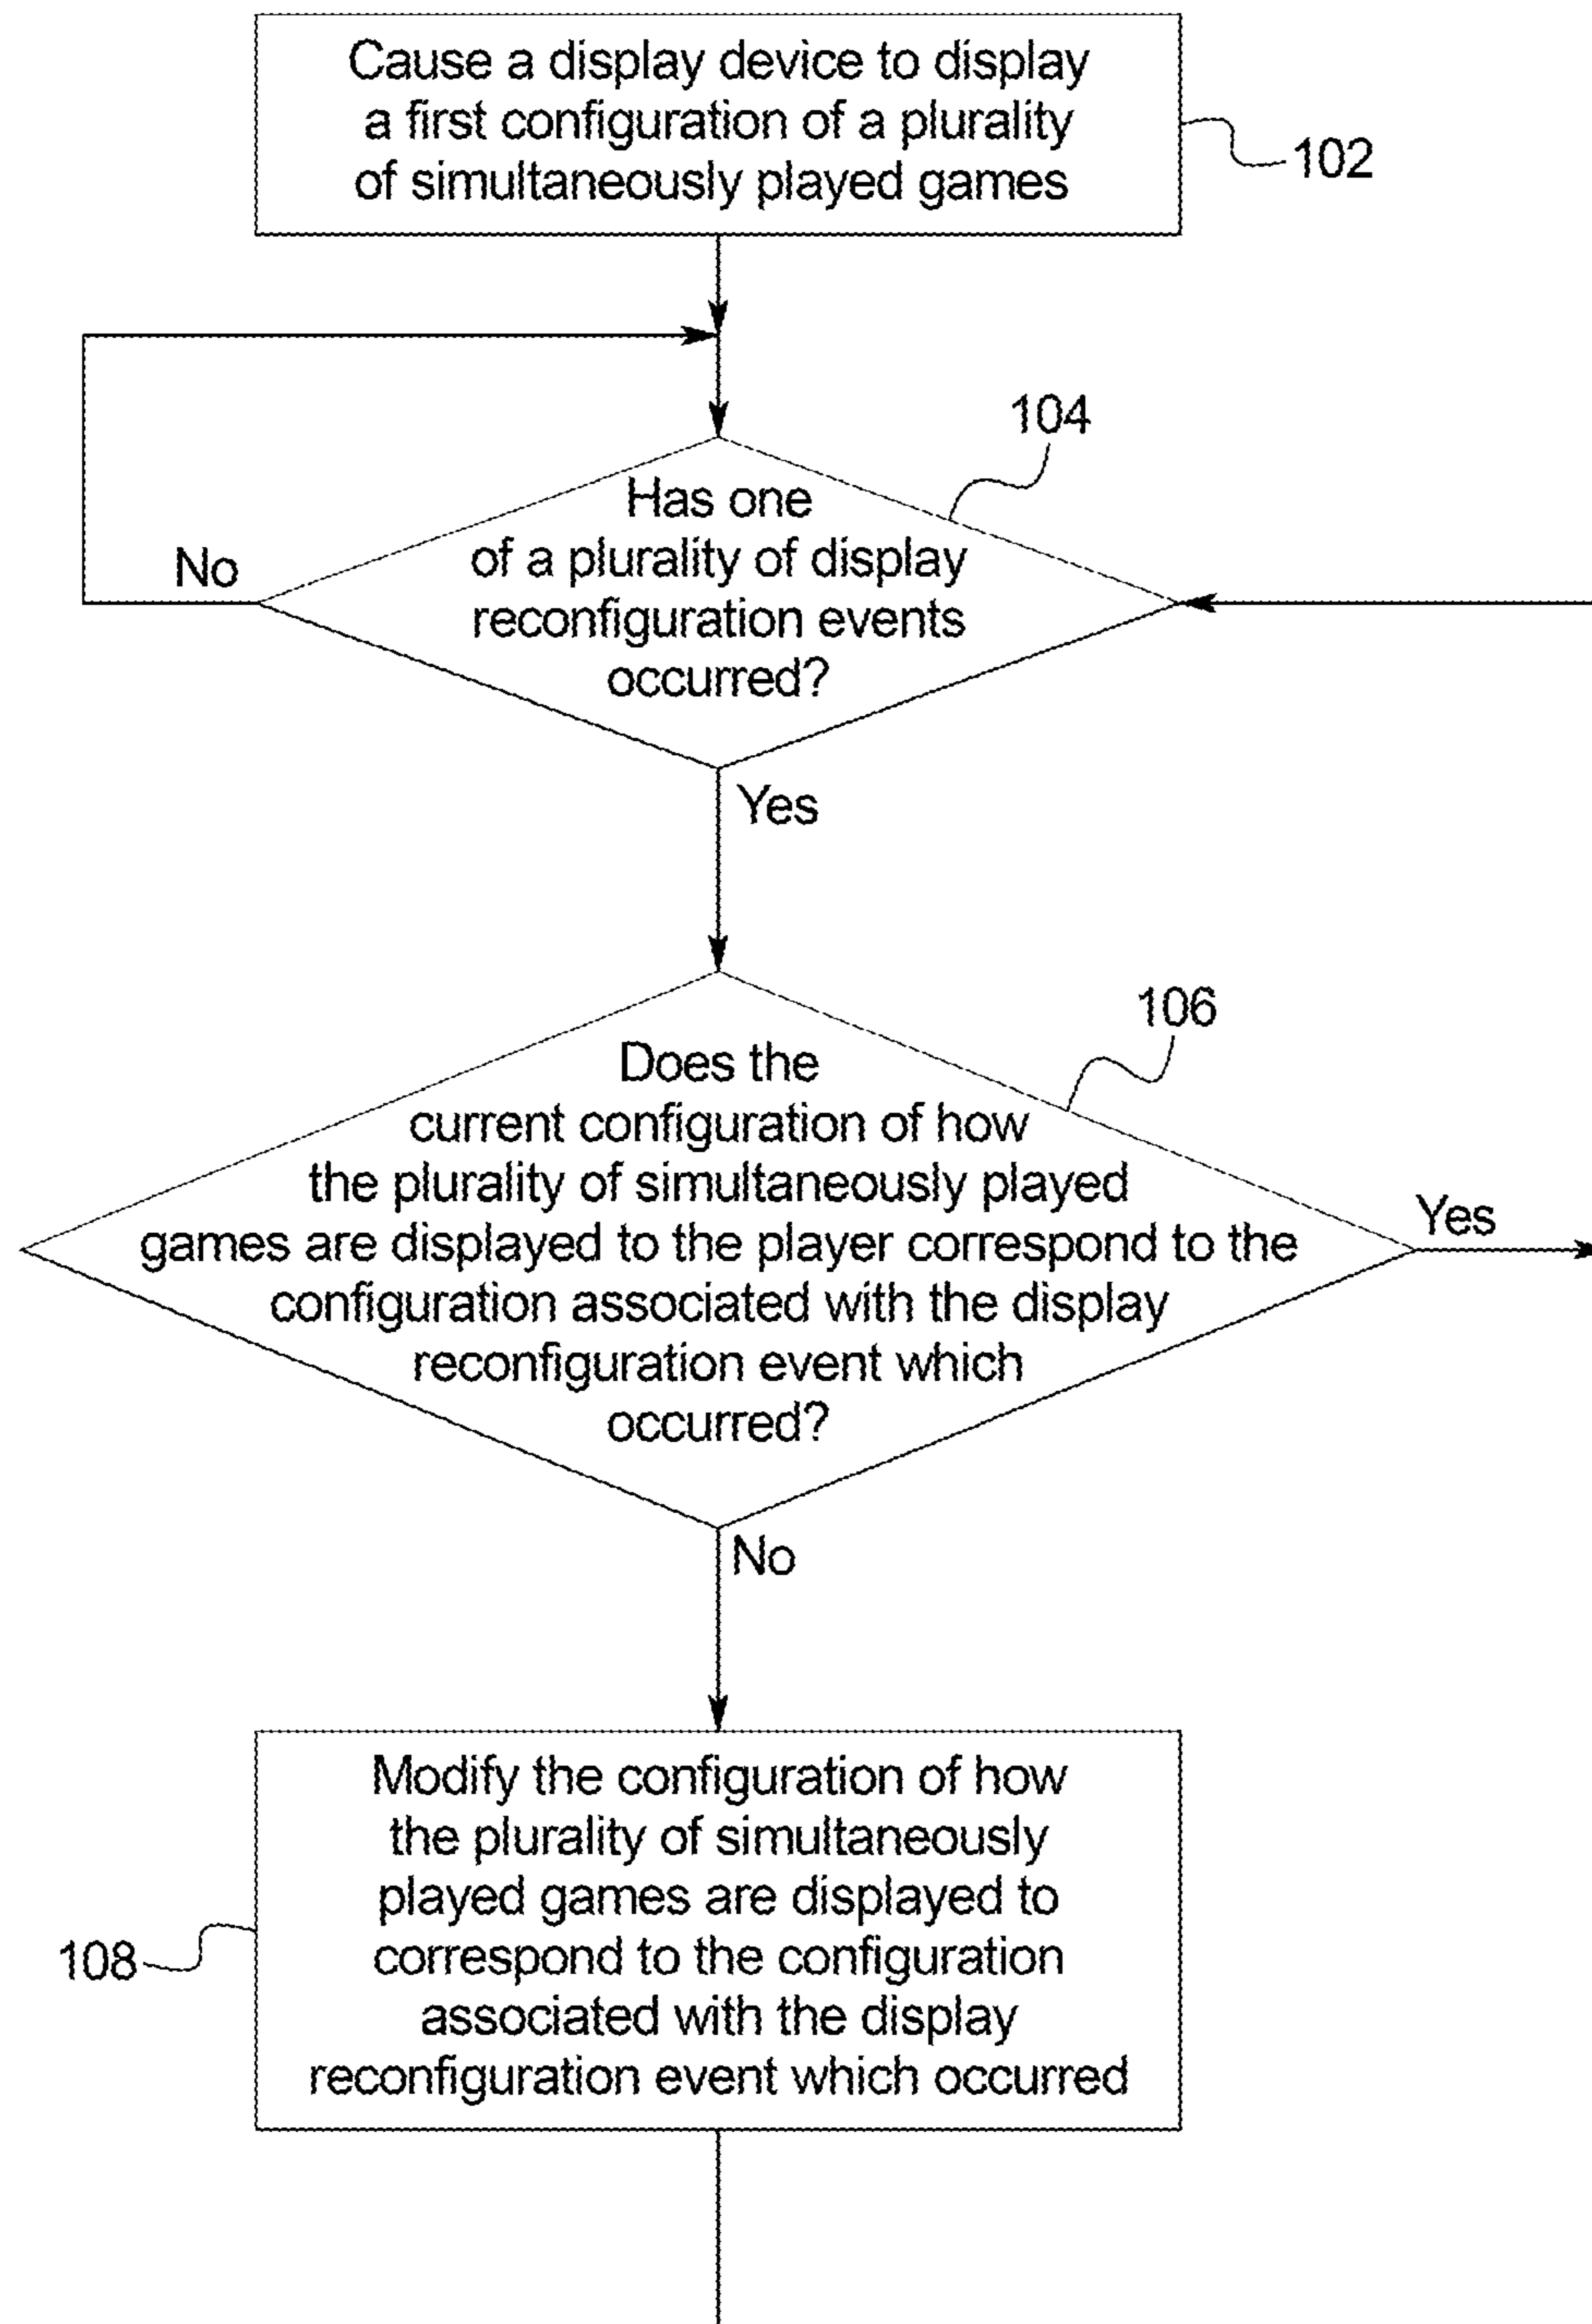 Cause a display device to display
a first configuration of a plurality
of simultaneously played games
102
104
Has one
of a plurality of display
reconfiguration events
occurred?
No
Yes
106
Does the
current configuration of how
the plurality of simultaneously played
games are displayed to the player correspond to the
configuration associated with the display
reconfiguration event which
occurred?
Yes
No
Modify the configuration of how
the plurality of simultaneously
played games are displayed to
correspond to the configuration
associated with the display
reconfiguration event which occurred
108